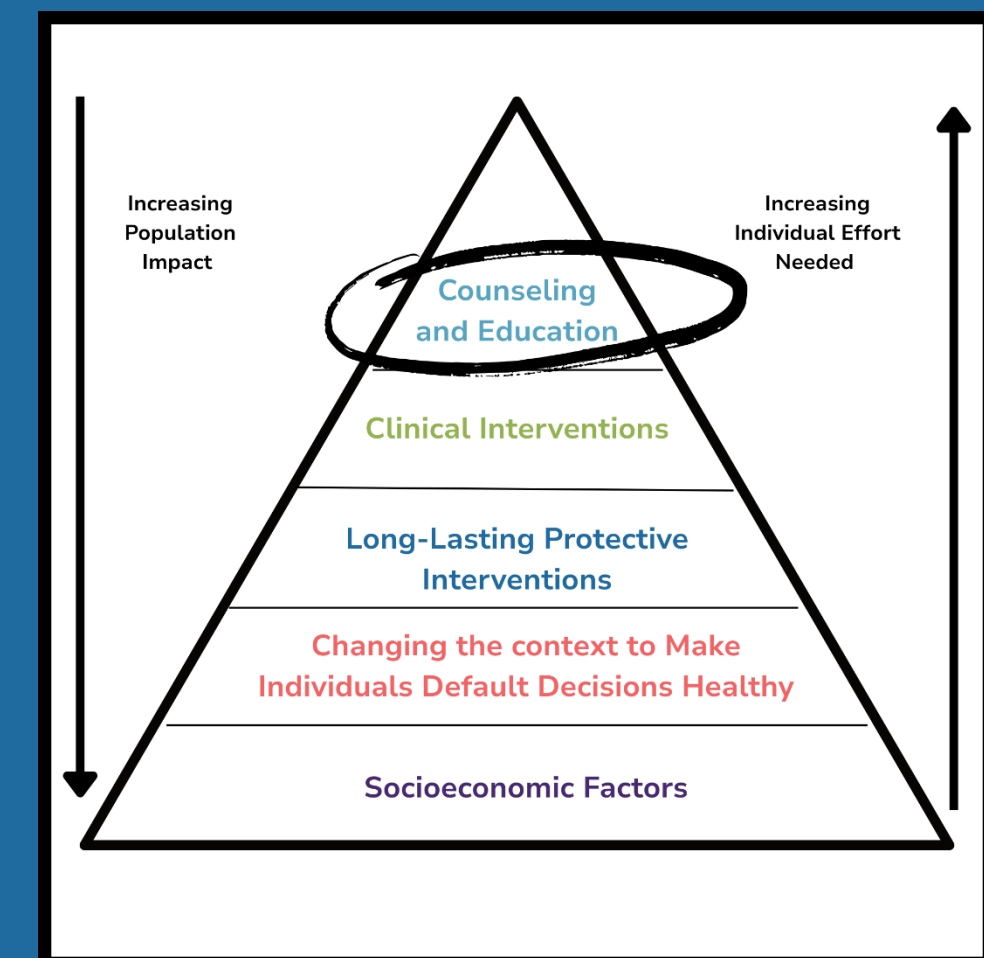 Increasing
Population
Impact
Increasing
Individual Effort
Needed
Counseling
and Education
Clinical Interventions
Long-Lasting Protective
Interventions
Changing the context to Make
Individuals Default Decisions Healthy
Socioeconomic Factors